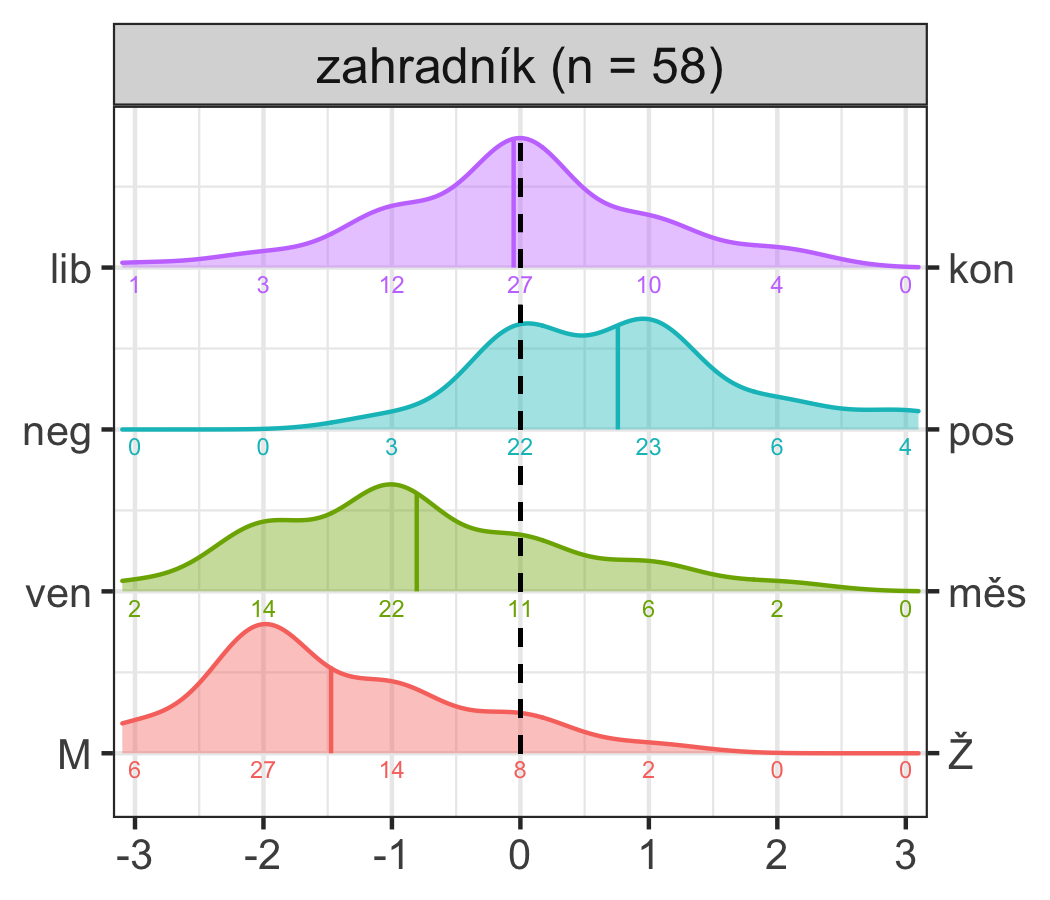 zahradník (n = 58)
lib kon
1 3 12 27 10 4 0
neg pos
0 0 3 22 23 6 4
ven měs
2 14 22 11 6 2 0
M Ž
6 27 14 8 2 0 0
-3 -2 -1 0 1 2 3